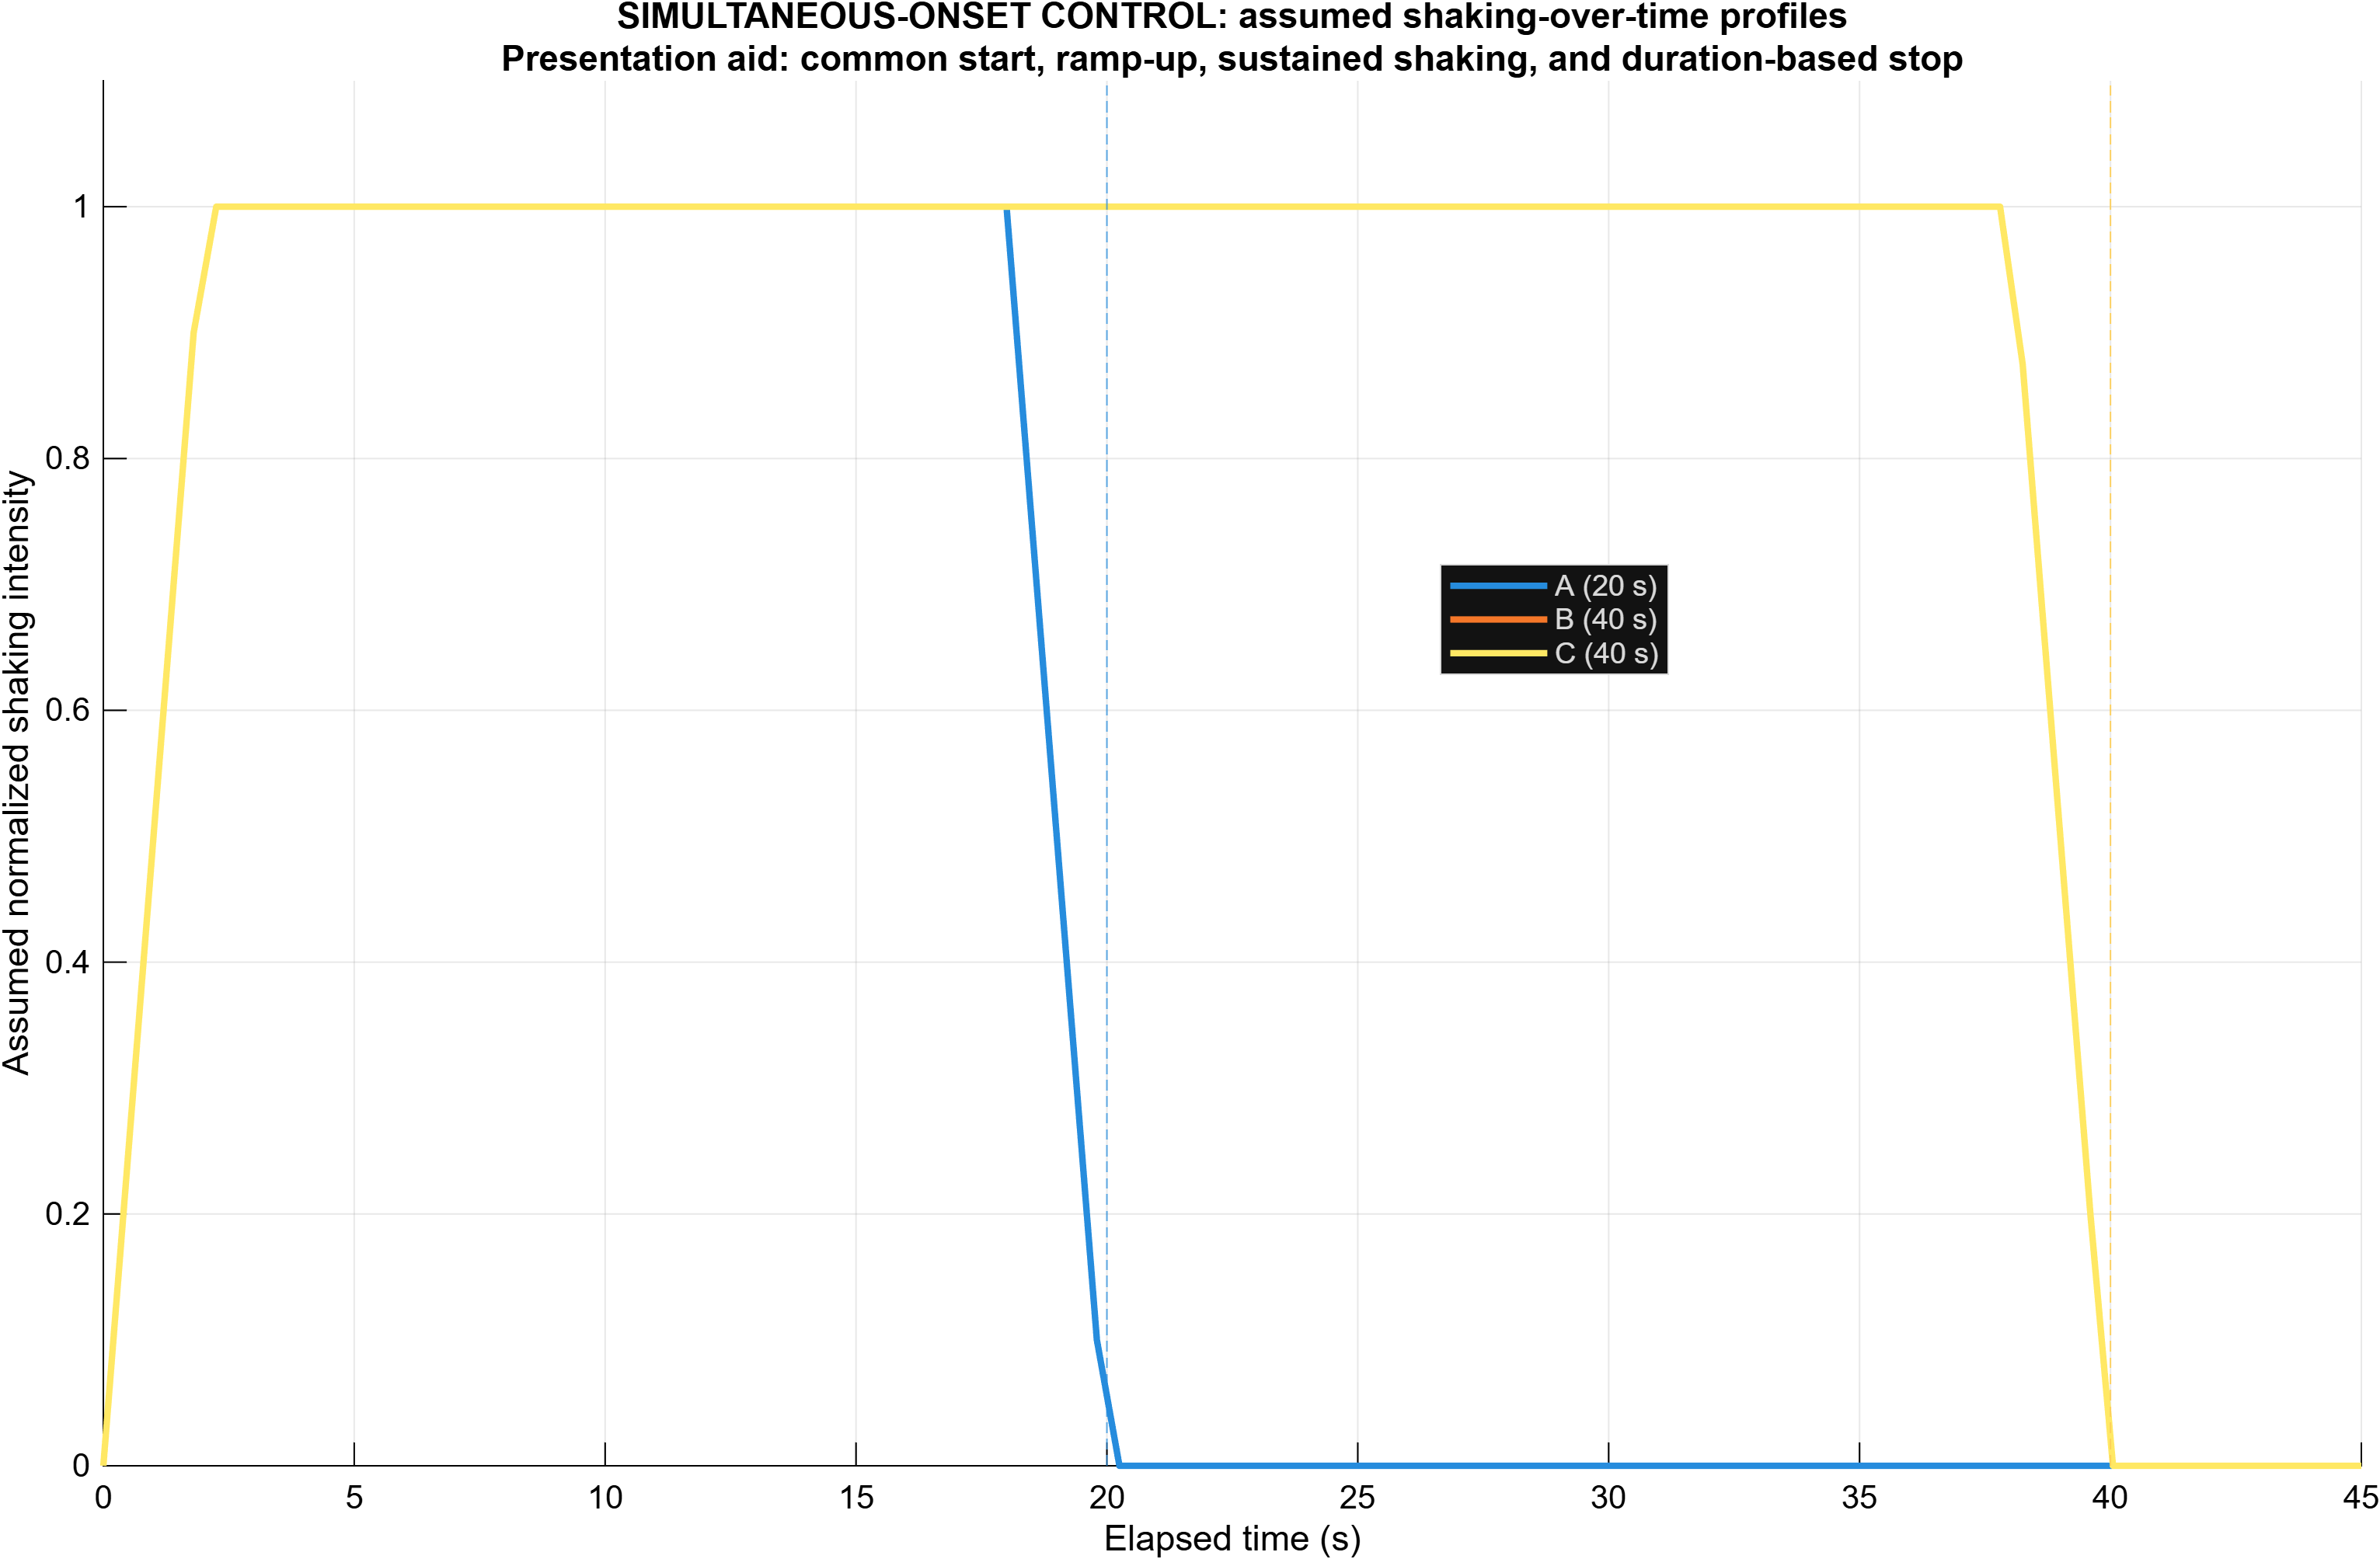 SIMULTANEOUS-ONSET CONTROL: assumed shaking-over-time profiles
Presentation aid: common start, ramp-up, sustained shaking, and duration-based stop
Assumed normalized shaking intensity
1
0.8
0.6
0.4
0.2
0
A (20 s)
B (40 s)
C (40 s)
0 5 10 15 20 25 30 35 40 45
Elapsed time (s)